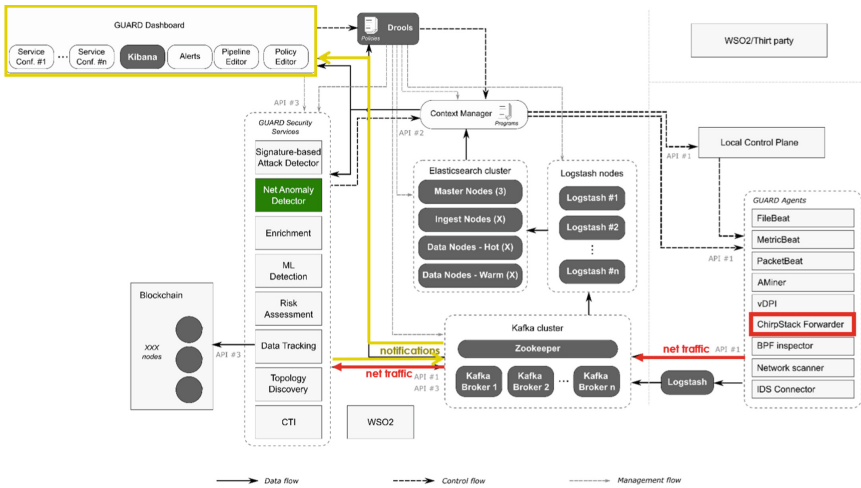 GUARD Dashboard
Service
Conf. #1
...
Service
Conf. #n
Kibana
Alerts
Pipeline
Editor
Policy
Editor
Policies
Drools
WSO2/Thirt party
API #3
GUARD Security
Services
Signature-based
Attack Detector
Net Anomaly
Detector
Enrichment
ML
Detection
Risk
Assessment
Data Tracking
Topology
Discovery
CTI
Context Manager
Programs
API #2
Elasticsearch cluster
Master Nodes (3)
Ingest Nodes (X)
Data Nodes - Hot (X)
Data Nodes - Warm (X)
Logstash nodes
Logstash #1
Logstash #2
Logstash #n
API #1
Local Control Plane
API #1
GUARD Agents
FileBeat
MetricBeat
PacketBeat
AMiner
vDPI
ChirpStack Forwarder
BPF inspector
Network scanner
IDS Connector
Blockchain
XXX
nodes
API #3
notifications
net traffic
API #1
API #3
Kafka cluster
Zookeeper
Kafka
Broker 1
Kafka
Broker 2
...
Kafka
Broker n
net traffic
API #1
Logstash
WSO2
Data flow
Control flow
Management flow